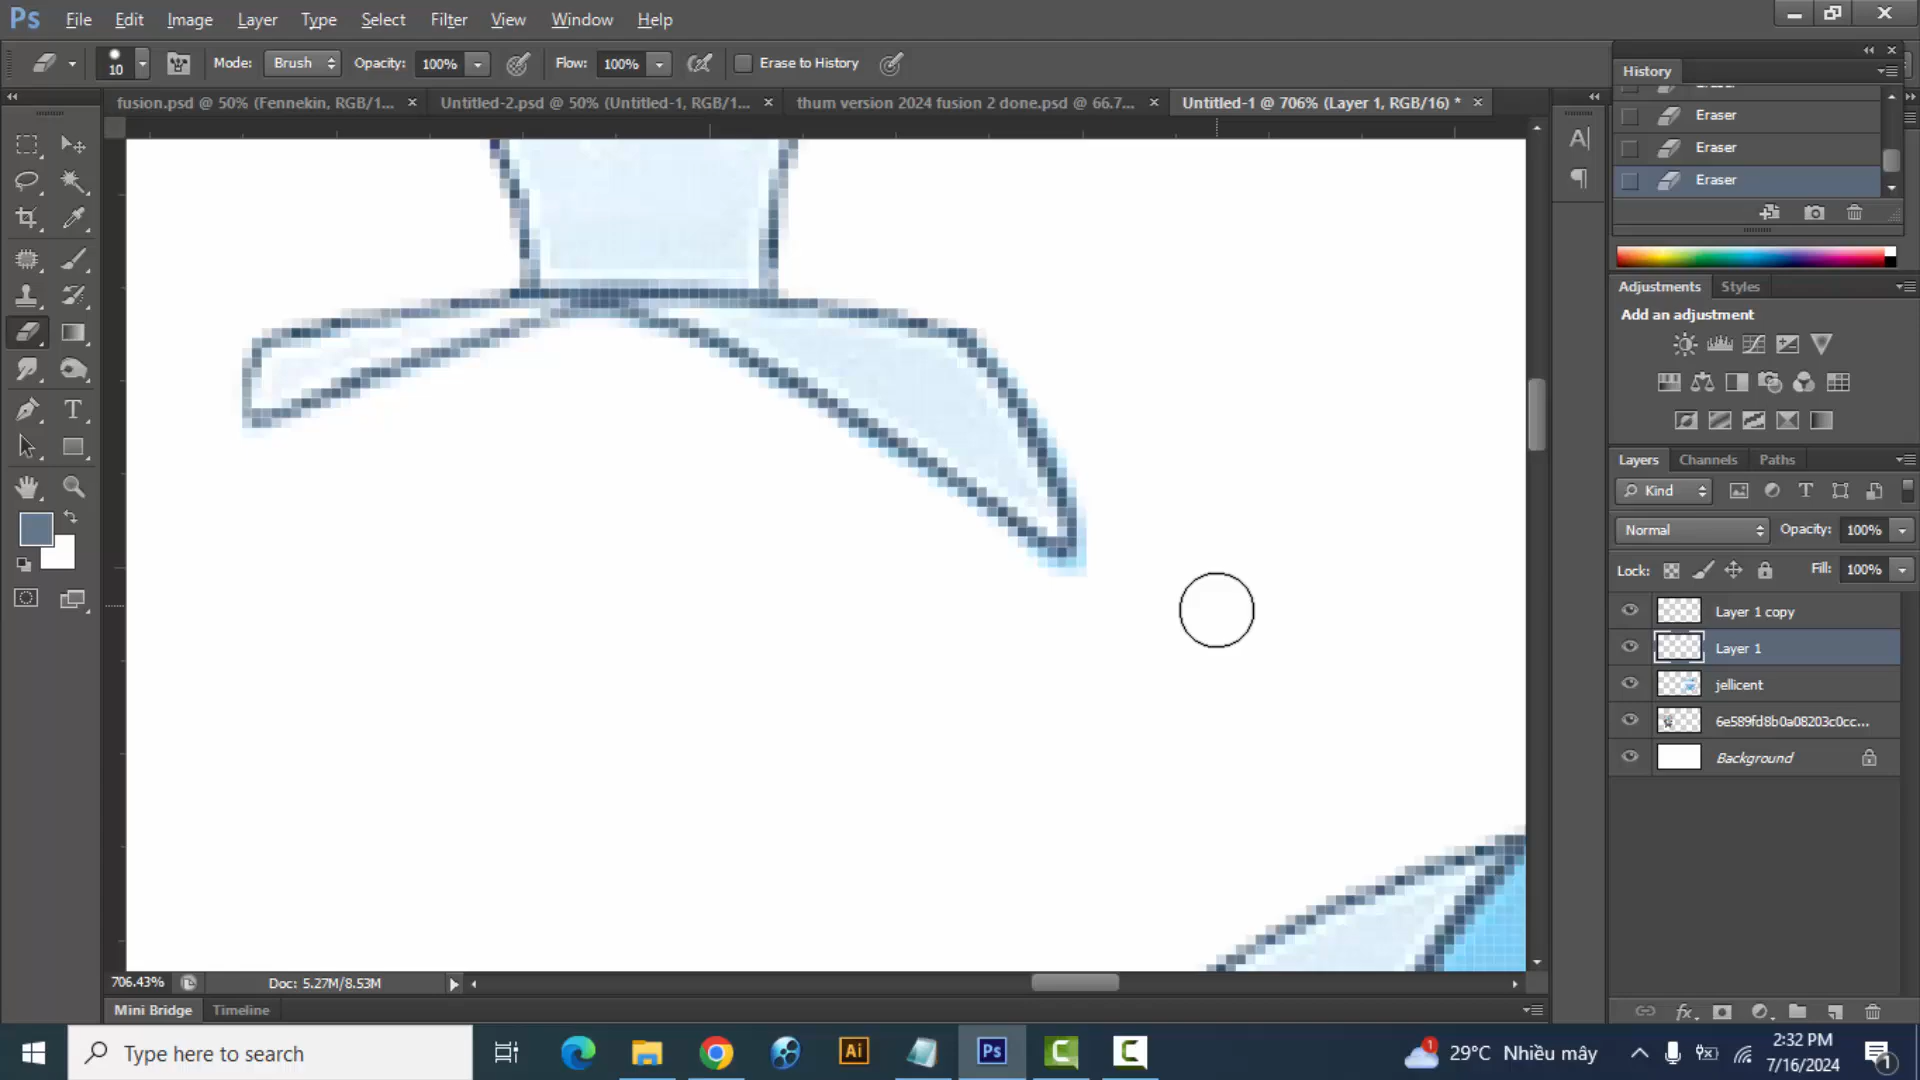 Ps File Edit Image Layer Type Select Filter View Window Help
10 Mode: Brush Opacity: 100% Flow: 100% Erase to History
fusion.psd @ 50% (Fennekin, RGB/1... × Untitled-2.psd @ 50% (Untitled-1, RGB/1... × thum version 2024 fusion 2 done.psd @ 66.7... × Untitled-1 @ 706% (Layer 1, RGB/16) * ×
History
Eraser
Eraser
Eraser
Adjustments Styles
Add an adjustment
Layers Channels Paths
Kind
Normal Opacity: 100%
Lock: Fill: 100%
Layer 1 copy
Layer 1
jellicent
6e589fd8b0a08203c0cc...
Background
706.43% Doc: 5.27M/8.53M
Mini Bridge Timeline
Type here to search Ai Ps 29°C Nhiều mây 2:32 PM
7/16/2024